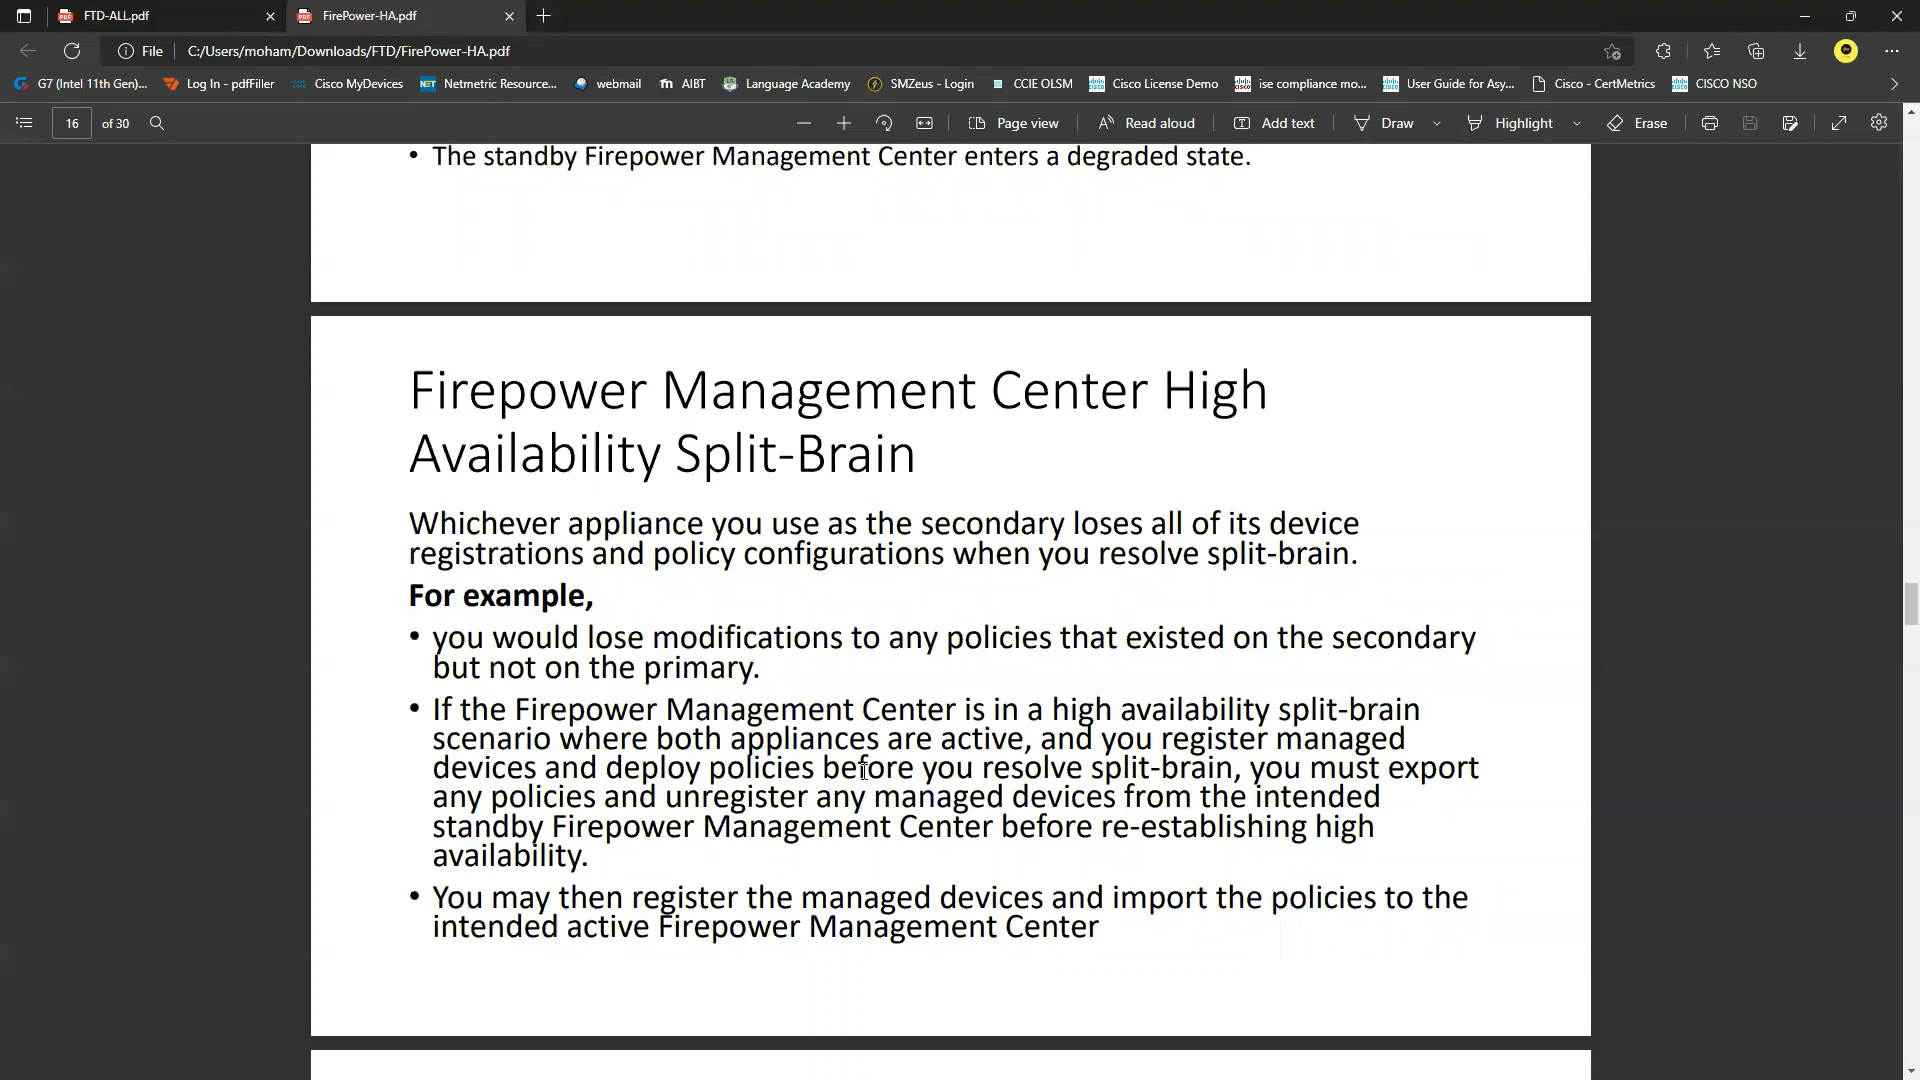 FTD-ALL.pdf
FirePower-HA.pdf
File
C:/Users/moham/Downloads/FTD/FirePower-HA.pdf
G7 (Intel 11th Gen)...
Log In - pdfFiller
Cisco MyDevices
NET
Netmetric Resource...
webmail
m AIBT
Language Academy
SMZeus - Login
CCIE OLSM
Cisco License Demo
ise compliance mo...
User Guide for Asy...
Cisco - CertMetrics
CISCO NSO
16 of 30
Page view
Read aloud
Add text
Draw
Highlight
Erase
• The standby Firepower Management Center enters a degraded state.
Firepower Management Center High
Availability Split-Brain
Whichever appliance you use as the secondary loses all of its device
registrations and policy configurations when you resolve split-brain.
For example,
• you would lose modifications to any policies that existed on the secondary
but not on the primary.
• If the Firepower Management Center is in a high availability split-brain
scenario where both appliances are active, and you register managed
devices and deploy policies before you resolve split-brain, you must export
any policies and unregister any managed devices from the intended
standby Firepower Management Center before re-establishing high
availability.
• You may then register the managed devices and import the policies to the
intended active Firepower Management Center